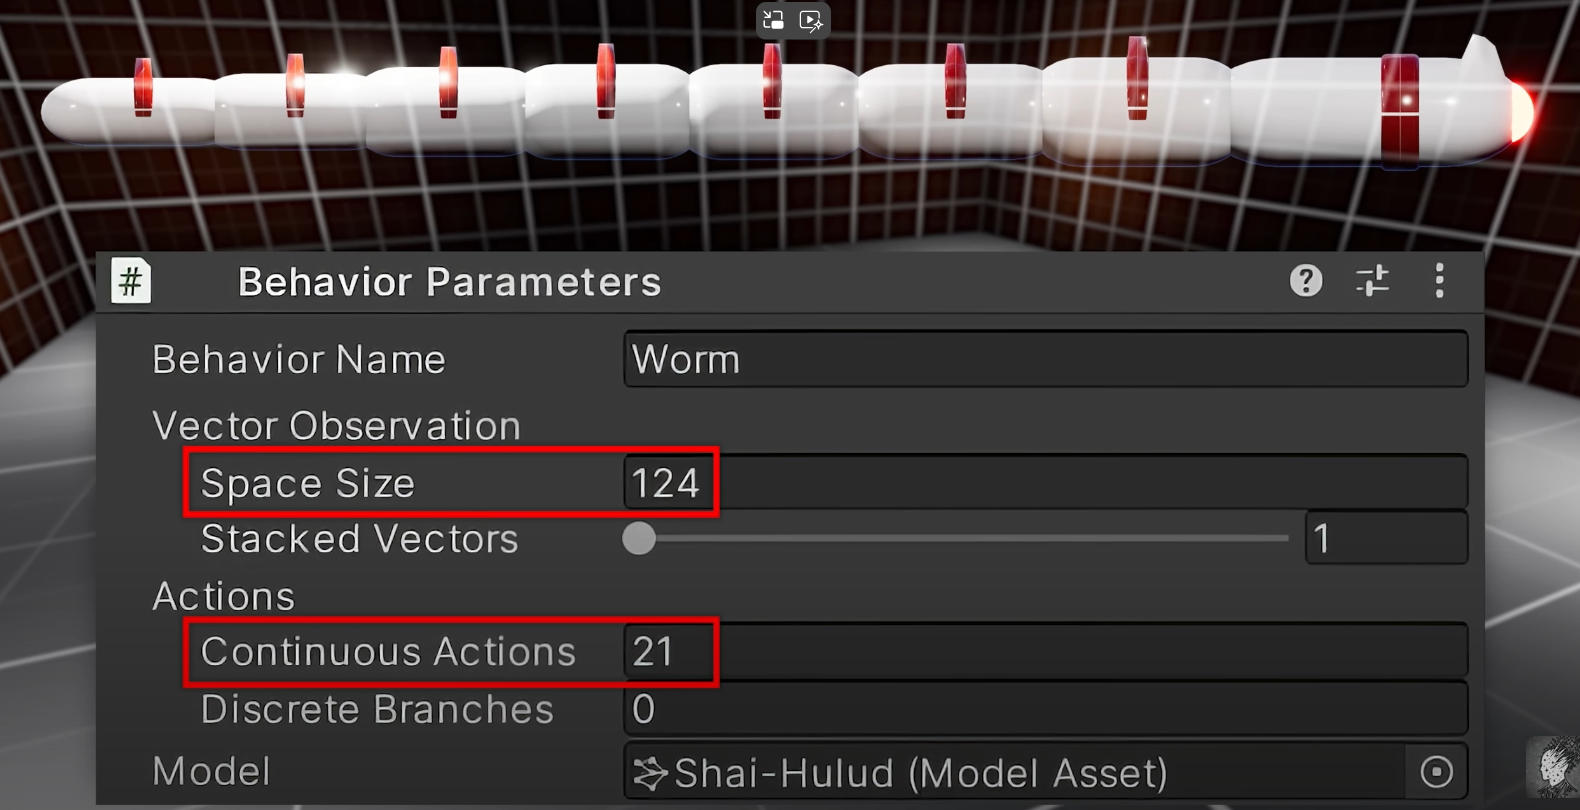 # Behavior Parameters
Behavior Name Worm
Vector Observation
Space Size 124
Stacked Vectors 1
Actions
Continuous Actions 21
Discrete Branches 0
Model Shai-Hulud (Model Asset)